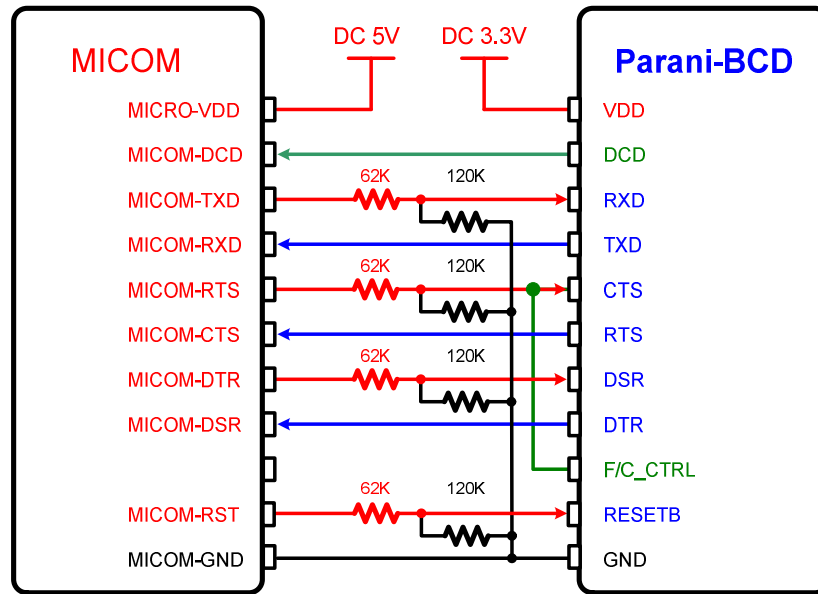 DC 5V DC 3.3V
MICOM Parani-BCD
MICRO-VDD VDD
MICOM-DCD DCD
62K 120K
MICOM-TXD RXD
MICOM-RXD TXD
62K 120K
MICOM-RTS CTS
MICOM-CTS RTS
62K 120K
MICOM-DTR DSR
MICOM-DSR DTR
F/C_CTRL
62K 120K
MICOM-RST RESETB
MICOM-GND GND